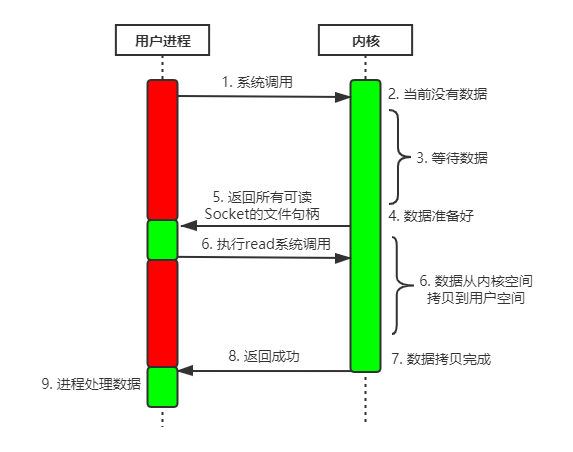 用户进程
内核
1. 系统调用
2. 当前没有数据
3. 等待数据
5. 返回所有可读
Socket的文件句柄
4. 数据准备好
6. 执行read系统调用
6. 数据从内核空间
拷贝到用户空间
8. 返回成功
7. 数据拷贝完成
9. 进程处理数据